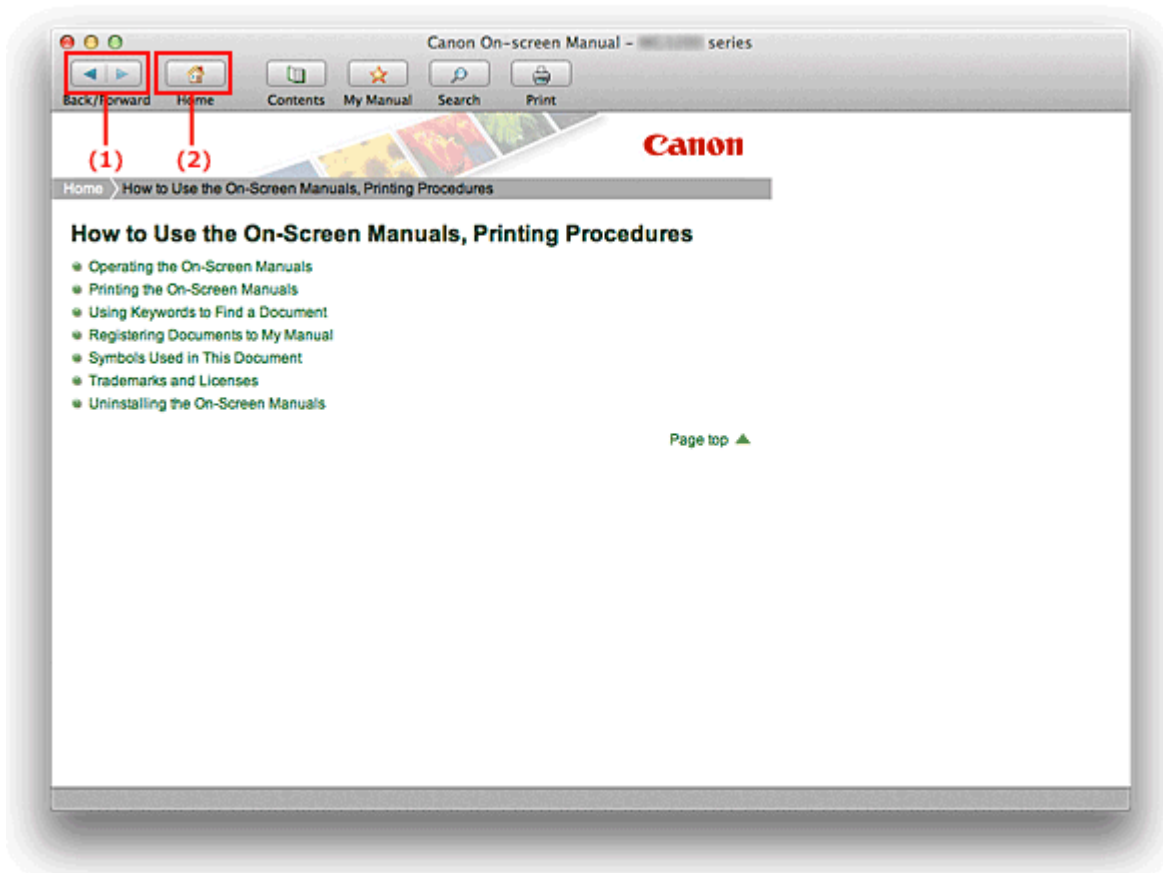 Canon On-screen Manual - series
Back/Forward Home Contents My Manual Search Print
(1) (2)
Canon
Home How to Use the On-Screen Manuals, Printing Procedures
How to Use the On-Screen Manuals, Printing Procedures
Operating the On-Screen Manuals
Printing the On-Screen Manuals
Using Keywords to Find a Document
Registering Documents to My Manual
Symbols Used in This Document
Trademarks and Licenses
Uninstalling the On-Screen Manuals
Page top